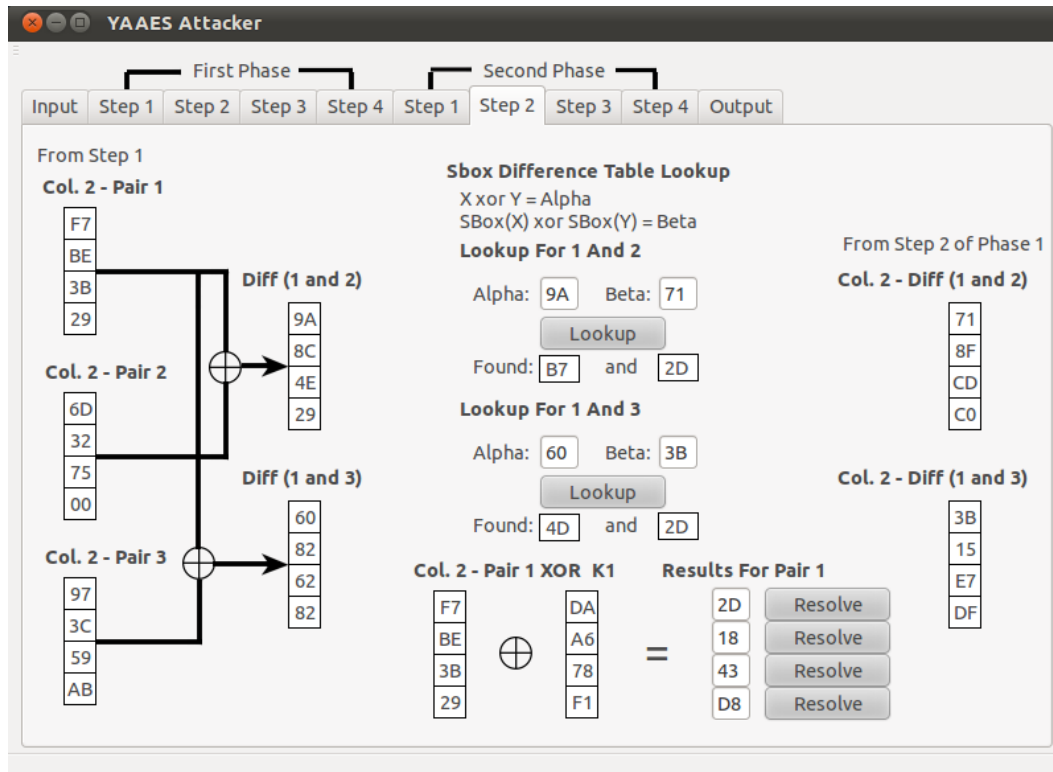 YAAES Attacker
First Phase
Second Phase
Input Step 1 Step 2 Step 3 Step 4 Step 1 Step 2 Step 3 Step 4 Output
From Step 1
Col. 2 - Pair 1
F7
BE
3B
29
Col. 2 - Pair 2
6D
32
75
00
Col. 2 - Pair 3
97
3C
59
AB
Diff (1 and 2)
9A
8C
4E
29
Diff (1 and 3)
60
82
62
82
Sbox Difference Table Lookup
X xor Y = Alpha
SBox(X) xor SBox(Y) = Beta
Lookup For 1 And 2
Alpha: 9A Beta: 71
Lookup
Found: B7 and 2D
Lookup For 1 And 3
Alpha: 60 Beta: 3B
Lookup
Found: 4D and 2D
Col. 2 - Pair 1 XOR K1
F7
BE
3B
29
DA
A6
78
F1
=
Results For Pair 1
2D Resolve
18 Resolve
43 Resolve
D8 Resolve
From Step 2 of Phase 1
Col. 2 - Diff (1 and 2)
71
8F
CD
C0
Col. 2 - Diff (1 and 3)
3B
15
E7
DF